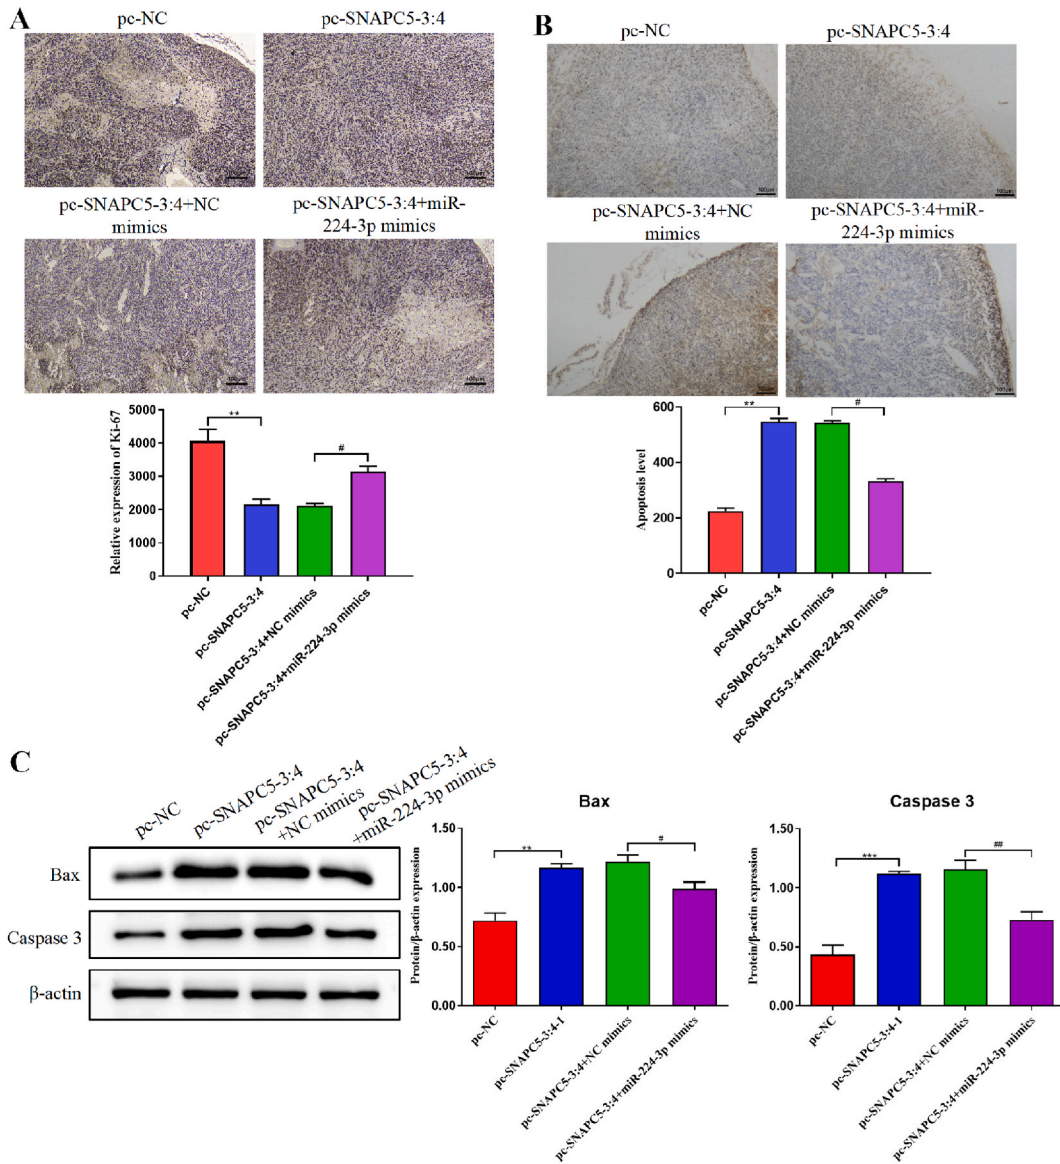 A
pc-NC
pc-SNAPC5-3:4
100μm
100μm
pc-SNAPC5-3:4+NC
mimics
pc-SNAPC5-3:4+miR-
224-3p mimics
100μm
100μm
Relative expression of Ki-67
6000
5000
4000
3000
2000
1000
0
**
#
pc-NC
pc-SNAPC5-3:4
pc-SNAPC5-3:4+NC mimics
pc-SNAPC5-3:4+miR-224-3p mimics
B
pc-NC
pc-SNAPC5-3:4
100μm
100μm
pc-SNAPC5-3:4+NC
mimics
pc-SNAPC5-3:4+miR-
224-3p mimics
100μm
Apoptosis level
600
400
200
0
**
#
pc-NC
pc-SNAPC5-3:4
pc-SNAPC5-3:4+NC mimics
pc-SNAPC5-3:4+miR-224-3p mimics
C
pc-NC
pc-SNAPC5-3:4
pc-SNAPC5-3:4
+NC mimics
pc-SNAPC5-3:4
+miR-224-3p mimics
Bax
Caspase 3
β-actin
Bax
Protein/β-actin expression
1.50
1.00
0.50
0.00
**
#
pc-NC
pc-SNAPC5-3:4-1
pc-SNAPC5-3:4+NC mimics
pc-SNAPC5-3:4+miR-224-3p mimics
Caspase 3
Protein/β-actin expression
1.50
1.00
0.50
0.00
***
##
pc-NC
pc-SNAPC5-3:4-1
pc-SNAPC5-3:4+NC mimics
pc-SNAPC5-3:4+miR-224-3p mimics